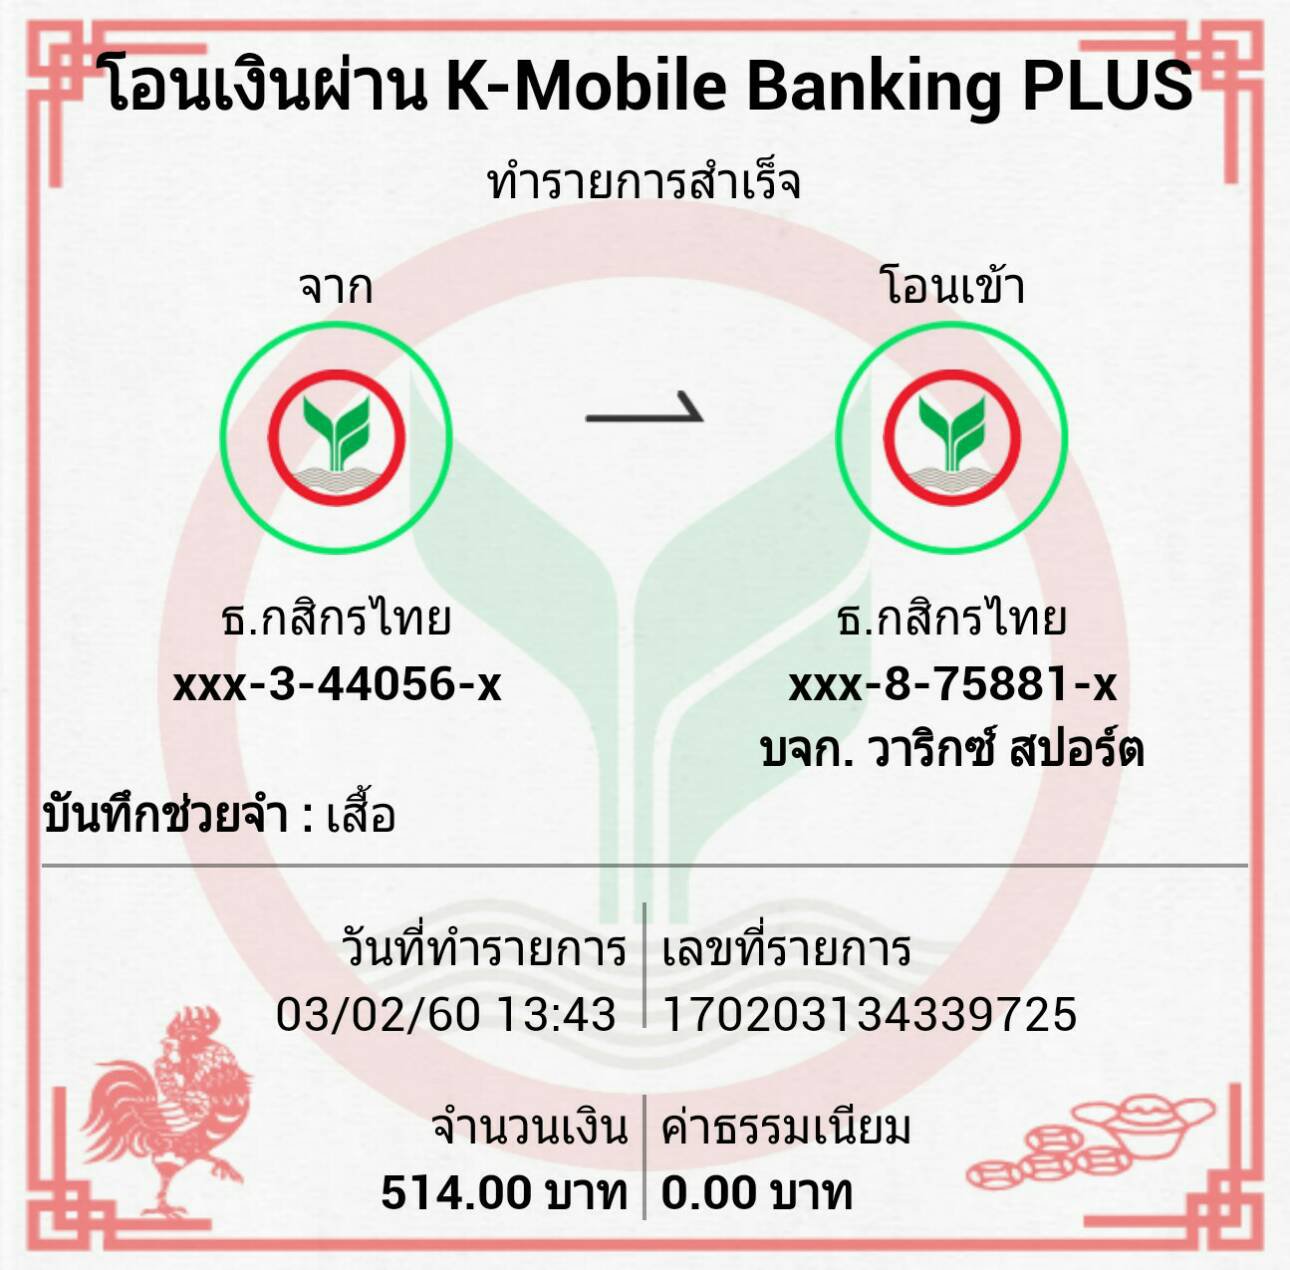 โอนเงินผ่าน K-Mobile Banking PLUS
ทำรายการสำเร็จ
จาก
โอนเข้า
ธ.กสิกรไทย
ธ.กสิกรไทย
xxx-3-44056-x
xxx-8-75881-x
บจก. วาริกซ์ สปอร์ต
บันทึกช่วยจำ : เสื้อ
วันที่ทำรายการ
เลขที่รายการ
03/02/60 13:43
170203134339725
จำนวนเงิน
ค่าธรรมเนียม
514.00 บาท
0.00 บาท